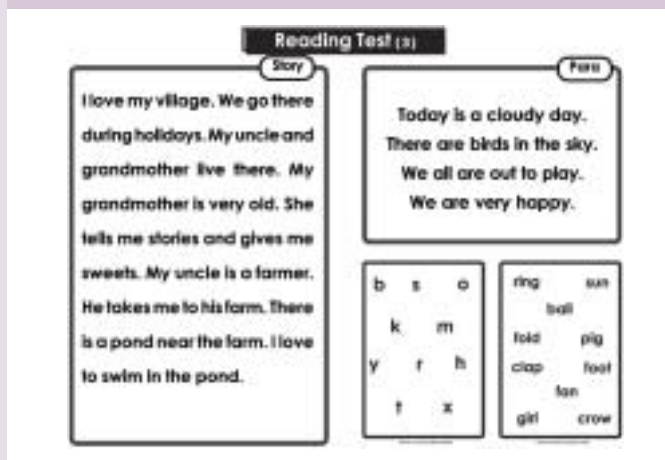 Reading Test (3)
Story
I love my village. We go there
during holidays. My uncle and
grandmother live there. My
grandmother is very old. She
tells me stories and gives me
sweets. My uncle is a farmer.
He takes me to his farm. There
is a pond near the farm. I love
to swim in the pond.
Para
Today is a cloudy day.
There are birds in the sky.
We all are out to play.
We are very happy.
b s o
k m
y r h
t x
ring sun
ball
fold pig
clap foot
fan
girl crow